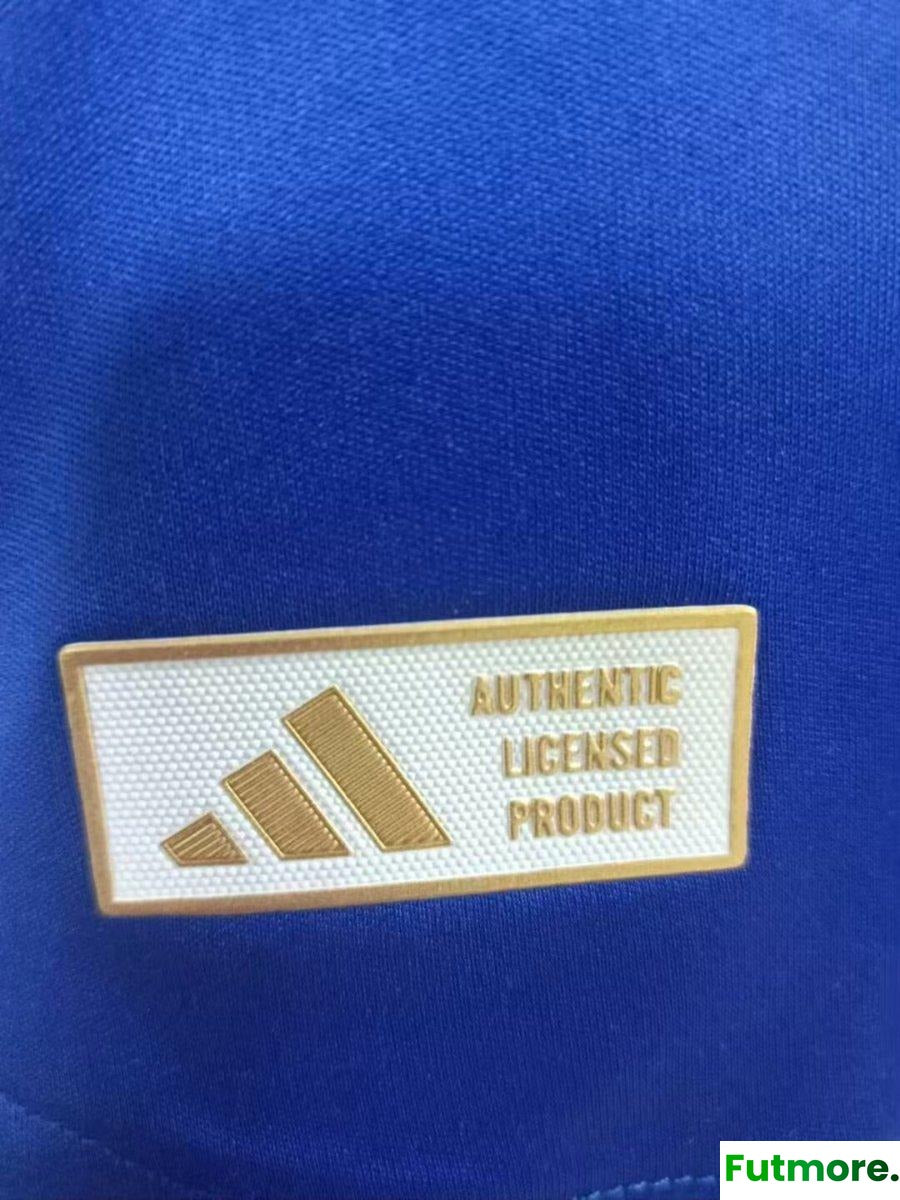 AUTHENTIC
LICENSED
PRODUCT
Futmore.